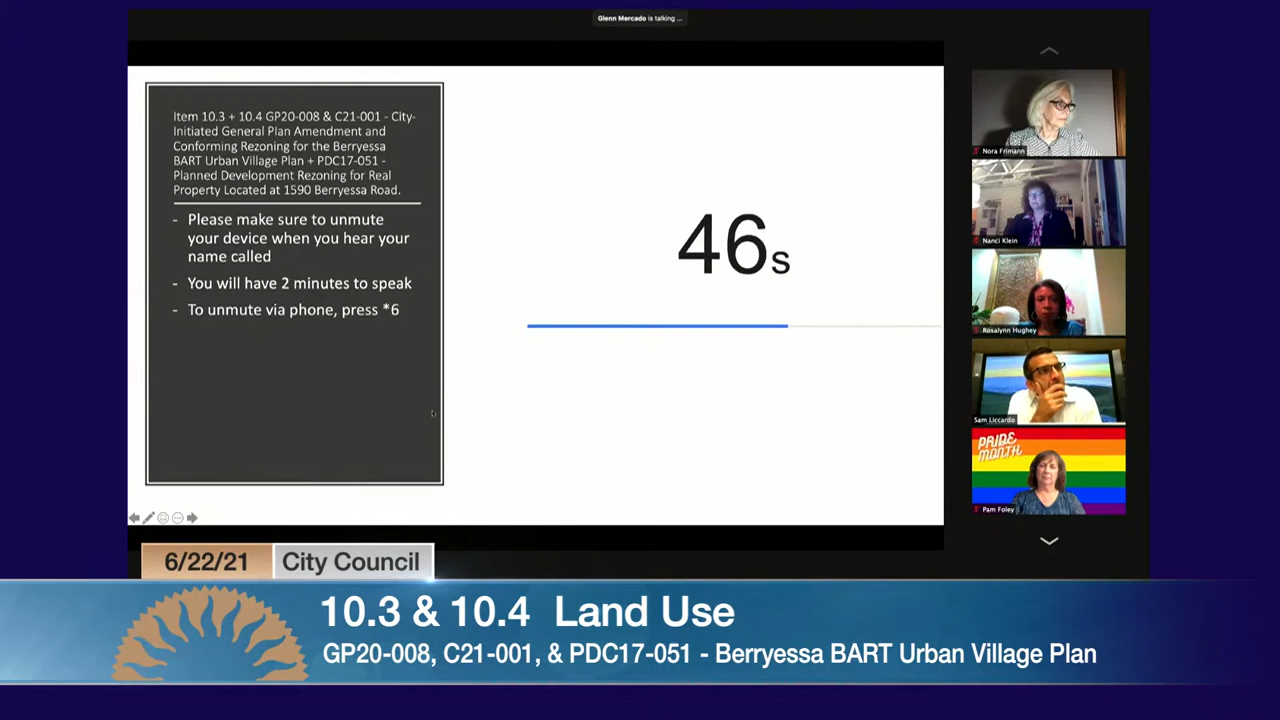 Glenn Mercado is talking ...
Item 10.3 + 10.4 GP20-008 & C21-001 - City-
Initiated General Plan Amendment and
Conforming Rezoning for the Berryessa
BART Urban Village Plan + PDC17-051 -
Planned Development Rezoning for Real
Property Located at 1590 Berryessa Road.
- Please make sure to unmute
your device when you hear your
name called
- You will have 2 minutes to speak
- To unmute via phone, press *6
46s
Nora Frimann
Nanci Klein
Rosalynn Hughey
Sam Liccardo
PRIDE
MONTH
Pam Foley
6/22/21 City Council
10.3 & 10.4 Land Use
GP20-008, C21-001, & PDC17-051 - Berryessa BART Urban Village Plan